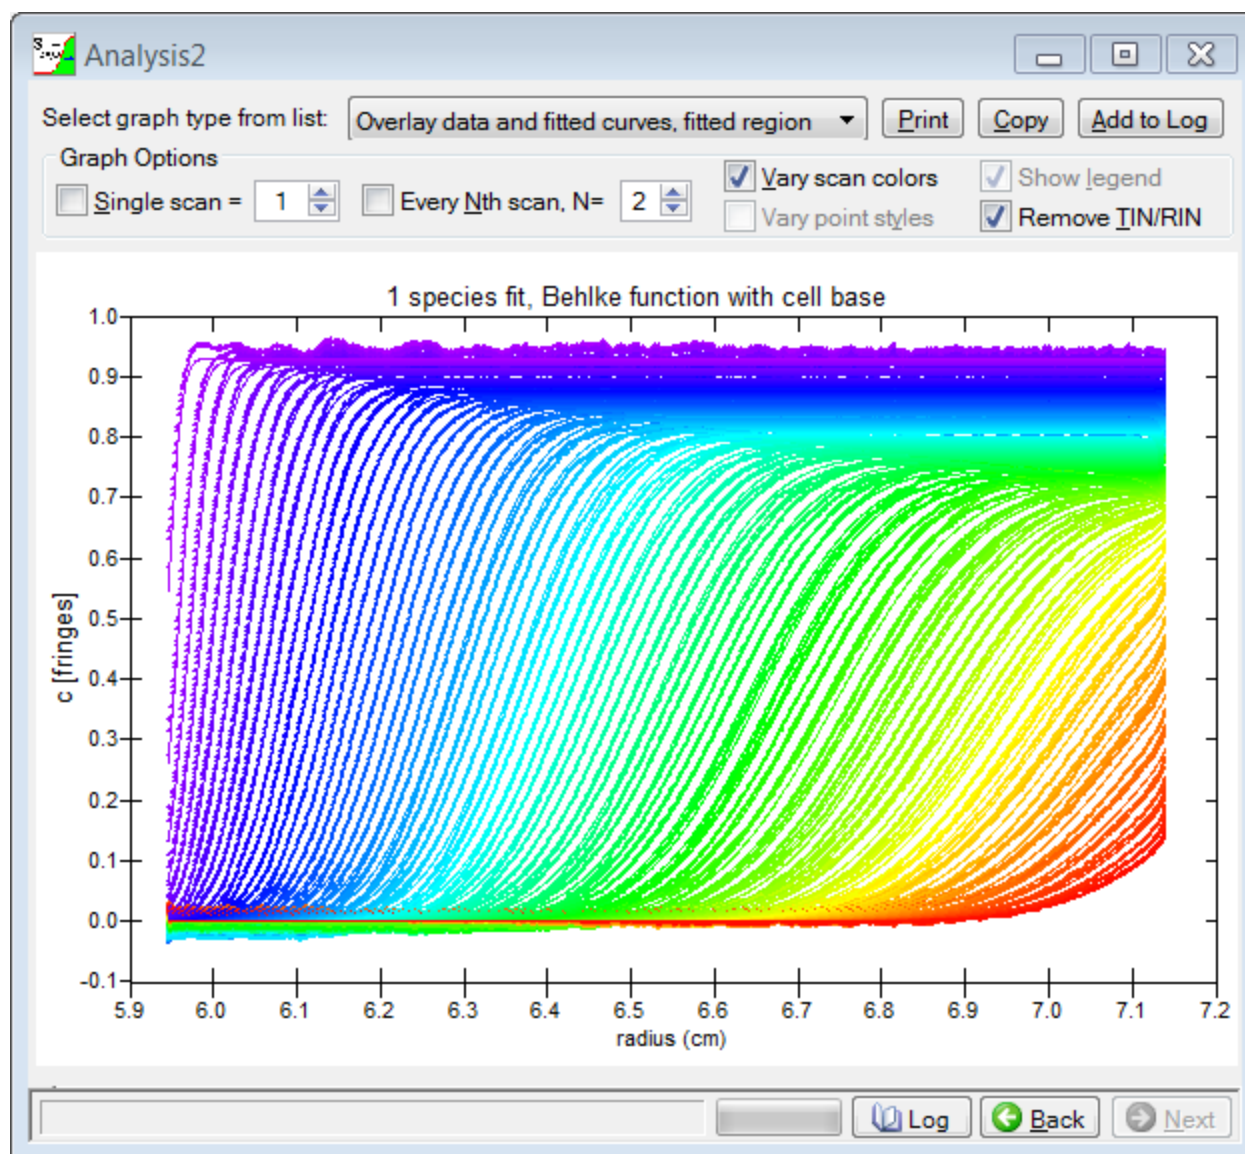 Analysis2
Select graph type from list: Overlay data and fitted curves, fitted region Print Copy Add to Log
Graph Options
Single scan = 1 Every Nth scan, N= 2 Vary scan colors Show legend
Vary point styles Remove TIN/RIN
1 species fit, Behlke function with cell base
1.0
0.9
0.8
0.7
0.6
0.5
0.4
0.3
0.2
0.1
0.0
-0.1
c [fringes]
5.9 6.0 6.1 6.2 6.3 6.4 6.5 6.6 6.7 6.8 6.9 7.0 7.1 7.2
radius (cm)
Log Back Next